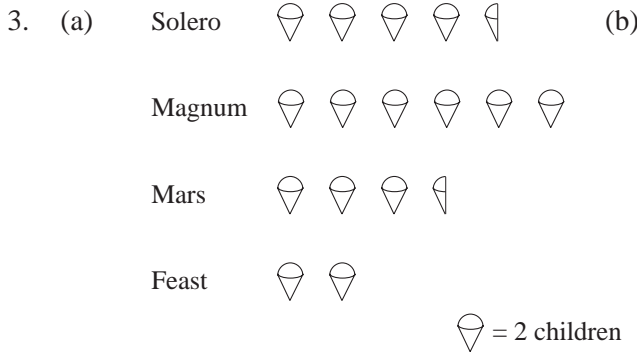 3. (a) Solero (b)
Magnum
Mars
Feast
= 2 children